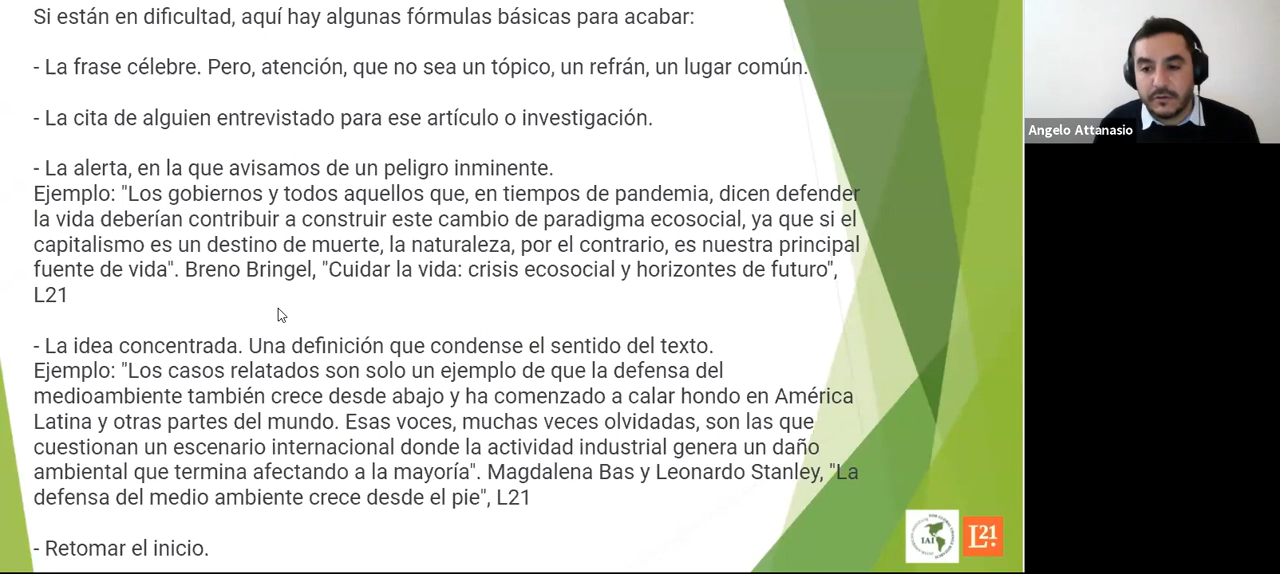 Si están en dificultad, aquí hay algunas fórmulas básicas para acabar:
- La frase célebre. Pero, atención, que no sea un tópico, un refrán, un lugar común.
- La cita de alguien entrevistado para ese artículo o investigación.
- La alerta, en la que avisamos de un peligro inminente.
Ejemplo: "Los gobiernos y todos aquellos que, en tiempos de pandemia, dicen defender
la vida deberían contribuir a construir este cambio de paradigma ecosocial, ya que si el
capitalismo es un destino de muerte, la naturaleza, por el contrario, es nuestra principal
fuente de vida". Breno Bringel, "Cuidar la vida: crisis ecosocial y horizontes de futuro",
L21
- La idea concentrada. Una definición que condense el sentido del texto.
Ejemplo: "Los casos relatados son solo un ejemplo de que la defensa del
medioambiente también crece desde abajo y ha comenzado a calar hondo en América
Latina y otras partes del mundo. Esas voces, muchas veces olvidadas, son las que
cuestionan un escenario internacional donde la actividad industrial genera un daño
ambiental que termina afectando a la mayoría". Magdalena Bas y Leonardo Stanley, "La
defensa del medio ambiente crece desde el pie", L21
- Retomar el inicio.
IAI
L21.
Angelo Attanasio